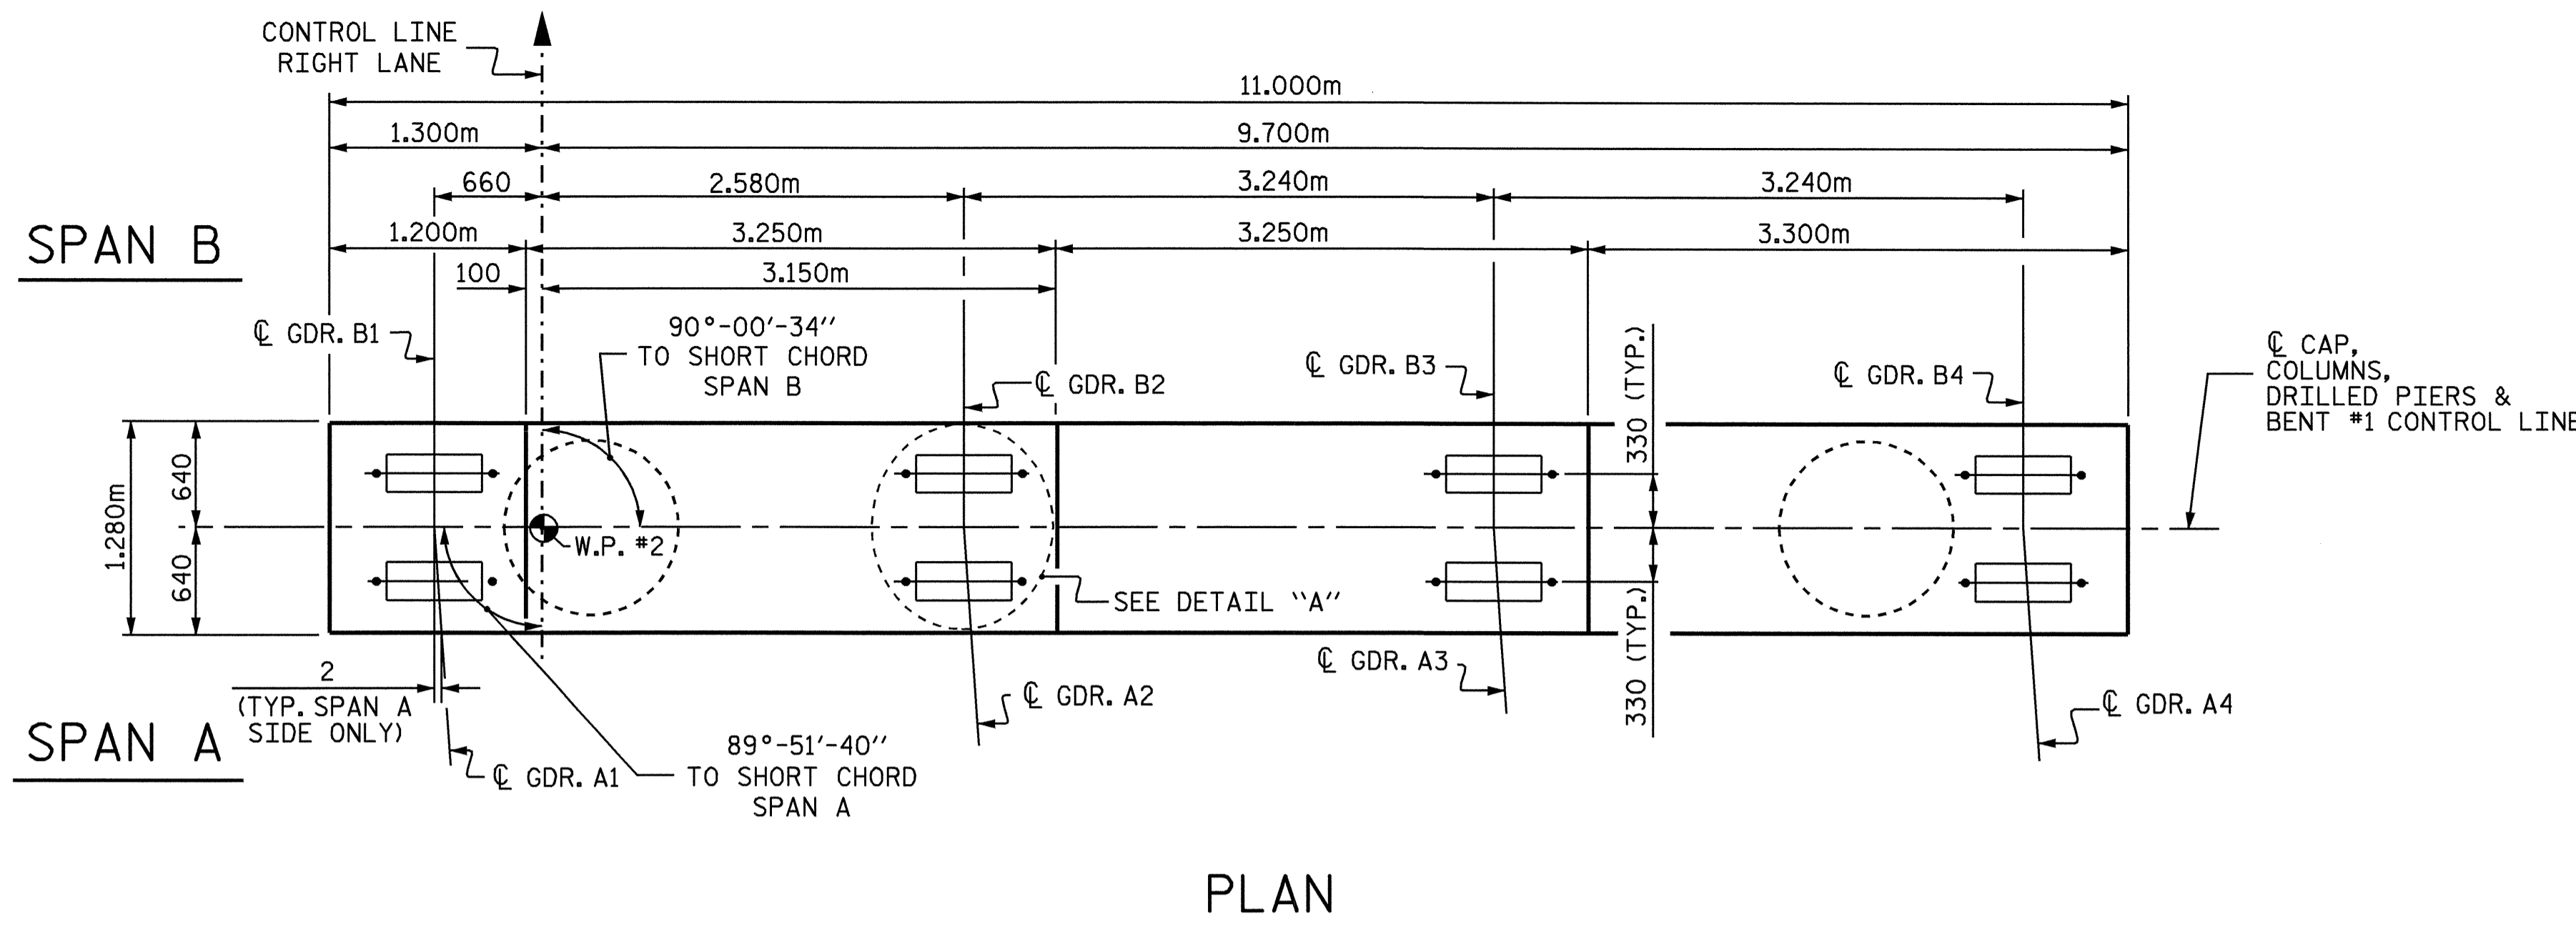 CONTROL LINE
RIGHT LANE
11.000m
1.300m
9.700m
660
2.580m
3.240m
3.240m
SPAN B
1.200m
3.250m
3.250m
3.300m
100
3.150m
℄ GDR. B1
90°-00'-34"
TO SHORT CHORD
SPAN B
℄ GDR. B2
℄ GDR. B3
330 (TYP.)
℄ GDR. B4
℄ CAP,
COLUMNS,
DRILLED PIERS &
BENT #1 CONTROL LINE
1.280m
640
640
W.P. #2
SEE DETAIL "A"
330 (TYP.)
2
(TYP. SPAN A
SIDE ONLY)
SPAN A
℄ GDR. A1
89°-51'-40"
TO SHORT CHORD
SPAN A
℄ GDR. A2
℄ GDR. A3
℄ GDR. A4
PLAN